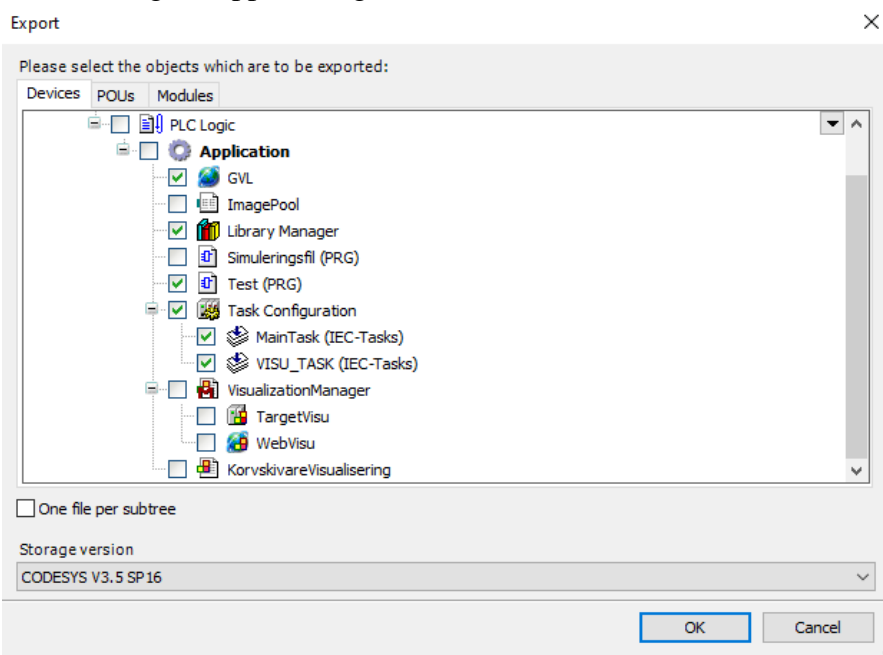 Export
Please select the objects which are to be exported:
Devices POUs Modules
PLC Logic
Application
GVL
ImagePool
Library Manager
Simuleringsfil (PRG)
Test (PRG)
Task Configuration
MainTask (IEC-Tasks)
VISU_TASK (IEC-Tasks)
VisualizationManager
TargetVisu
WebVisu
KorvskivareVisualisering
One file per subtree
Storage version
CODESYS V3.5 SP16
OK Cancel